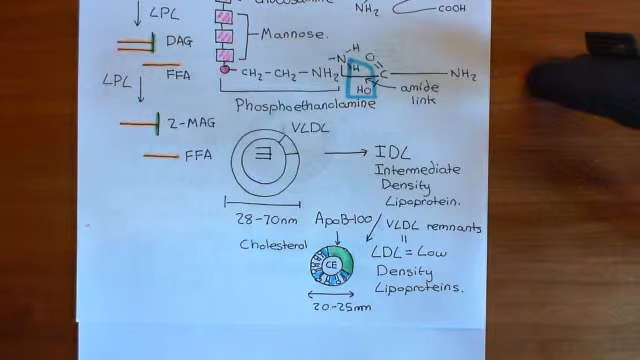 LPL
DAG
FFA
LPL
2-MAG
FFA
NH2
COOH
Mannose.
CH2-CH2-NH2
N
H
H
O
C
NH2
HO
amide
link
Phosphoethanolamine
VLDL
28-70nm
IDL
Intermediate
Density
Lipoprotein.
ApoB-100
VLDL remnants
=
Cholesterol
CE
20-25nm
LDL = Low
Density
Lipoproteins.